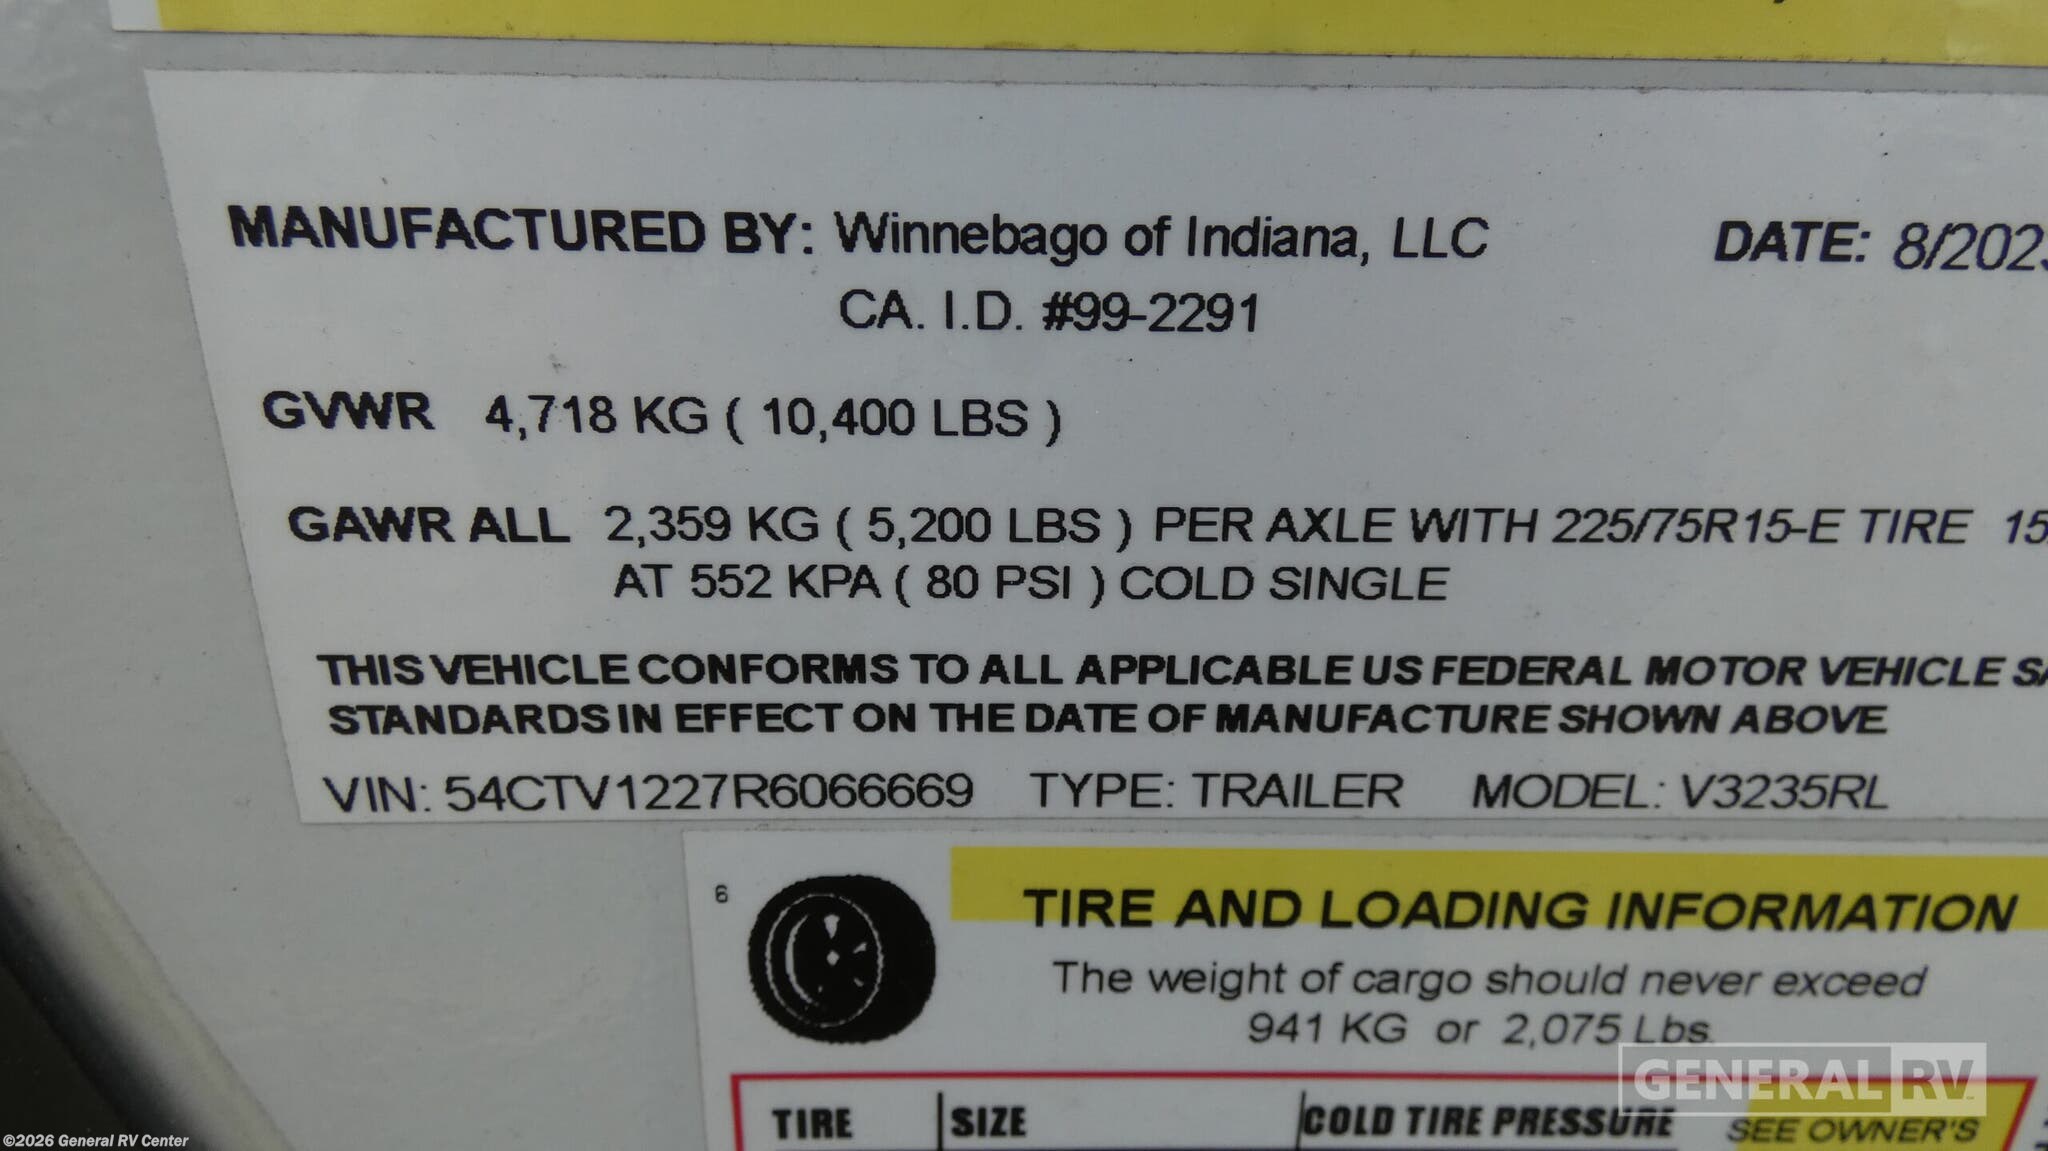 MANUFACTURED BY: Winnebago of Indiana, LLC DATE: 8/2023
CA. I.D. #99-2291
GVWR 4,718 KG ( 10,400 LBS )
GAWR ALL 2,359 KG ( 5,200 LBS ) PER AXLE WITH 225/75R15-E TIRE 15
AT 552 KPA ( 80 PSI ) COLD SINGLE
THIS VEHICLE CONFORMS TO ALL APPLICABLE US FEDERAL MOTOR VEHICLE SA
STANDARDS IN EFFECT ON THE DATE OF MANUFACTURE SHOWN ABOVE
VIN: 54CTV1227R6066669 TYPE: TRAILER MODEL: V3235RL
6
TIRE AND LOADING INFORMATION
The weight of cargo should never exceed
941 KG or 2,075 Lbs.
GENERAL RV
TIRE SIZE COLD TIRE PRESSURE SEE OWNER'S
©2026 General RV Center